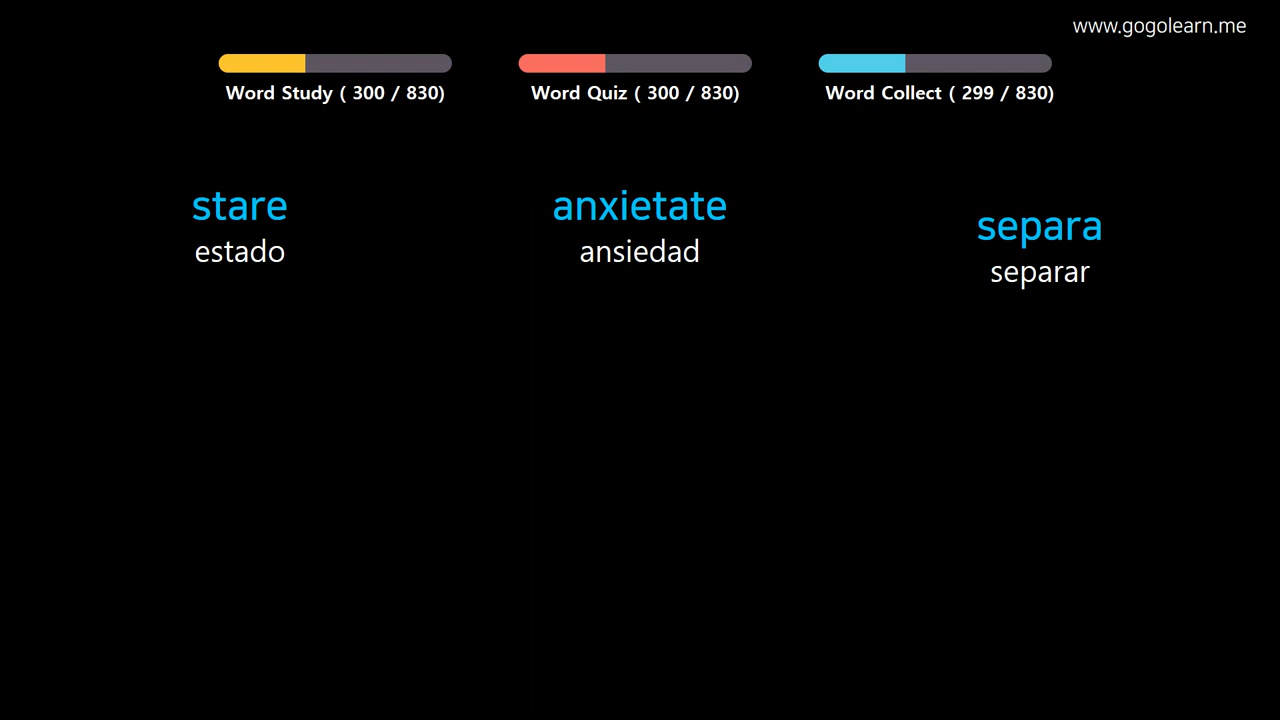 www.gogolearn.me
Word Study ( 300 / 830)
Word Quiz ( 300 / 830)
Word Collect ( 299 / 830)
stare
estado
anxietate
ansiedad
separa
separar